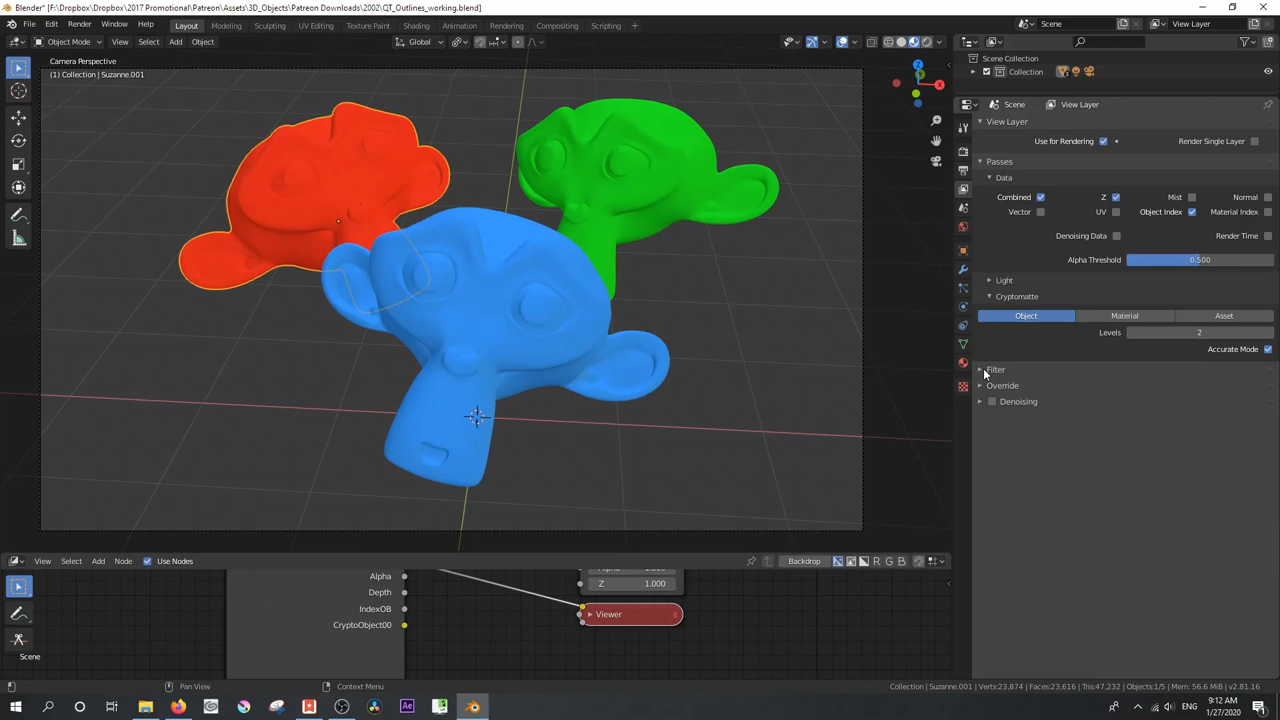 Blender* [F:\Dropbox\Dropbox\2017 Promotional\Patreon\Assets\3D_Objects\Patreon Downloads\2002\QT_Outlines_working.blend]
File Edit Render Window Help Layout Modeling Sculpting UV Editing Texture Paint Shading Animation Rendering Compositing Scripting Scene View Layer
Object Mode View Select Add Object Global
Camera Perspective
(1) Collection | Suzanne.001
Z
Y
X
Scene Collection
Collection
Scene View Layer
View Layer
Use for Rendering Render Single Layer
Passes
Data
Combined Z Mist Normal
Vector UV Object Index Material Index
Denoising Data Render Time
Alpha Threshold 0.500
Light
Cryptomatte
Object Material Asset
Levels 2
Accurate Mode
Filter
Override
Denoising
View Select Add Node Use Nodes Backdrop R G B
Alpha
Depth
IndexOB
CryptoObject00
Z 1.000
Viewer
Scene
Pan View Context Menu
Collection | Suzanne.001 | Verts:23,874 | Faces:23,616 | Tris:47,232 | Objects:1/5 | Mem: 56.6 MiB | v2.81.16
Ae
ENG
9:12 AM
1/27/2020